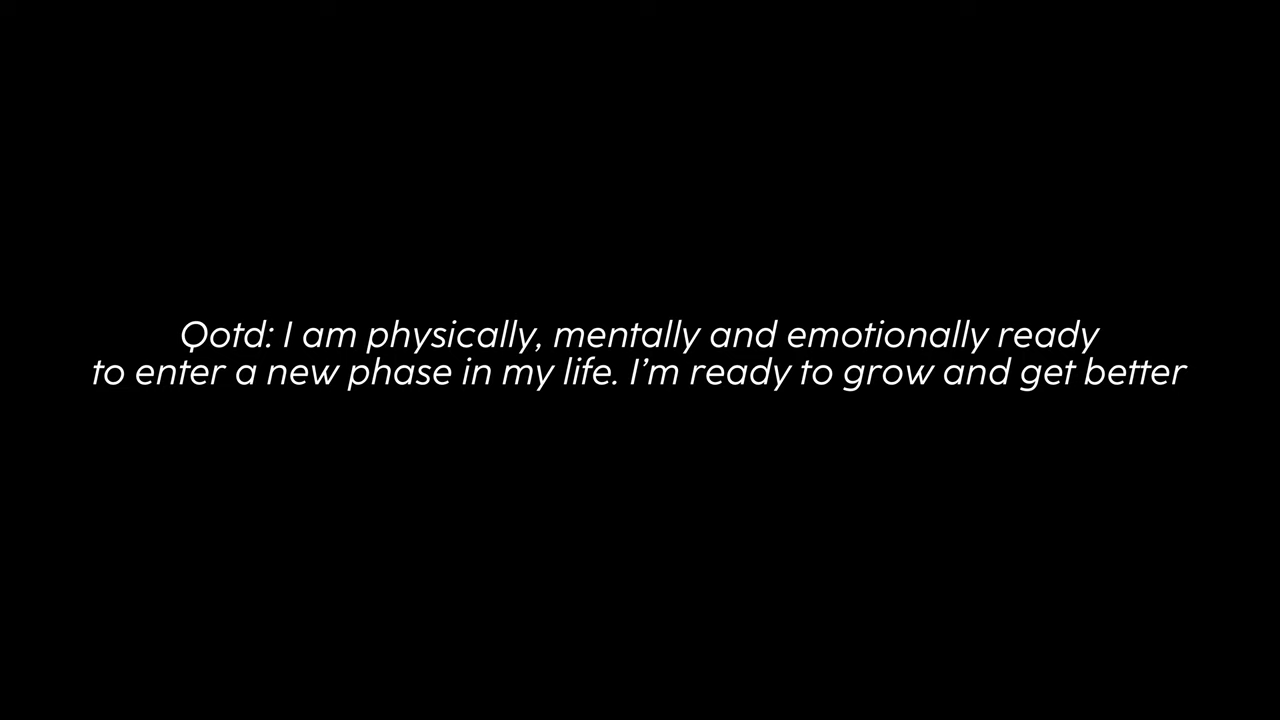 Qotd: I am physically, mentally and emotionally ready
to enter a new phase in my life. I’m ready to grow and get better